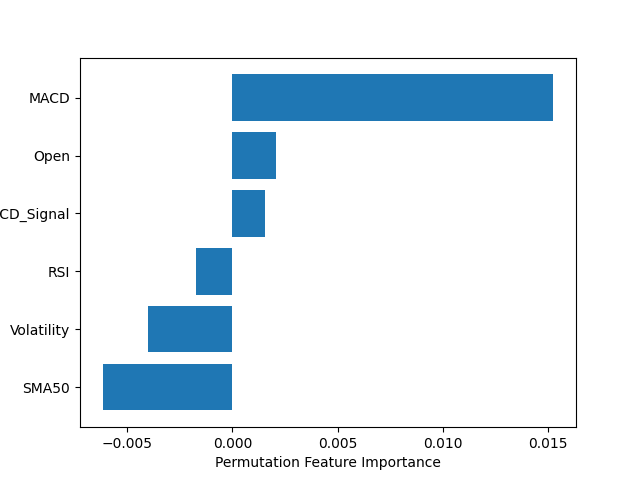 MACD
Open
CD_Signal
RSI
Volatility
SMA50
−0.005 0.000 0.005 0.010 0.015
Permutation Feature Importance